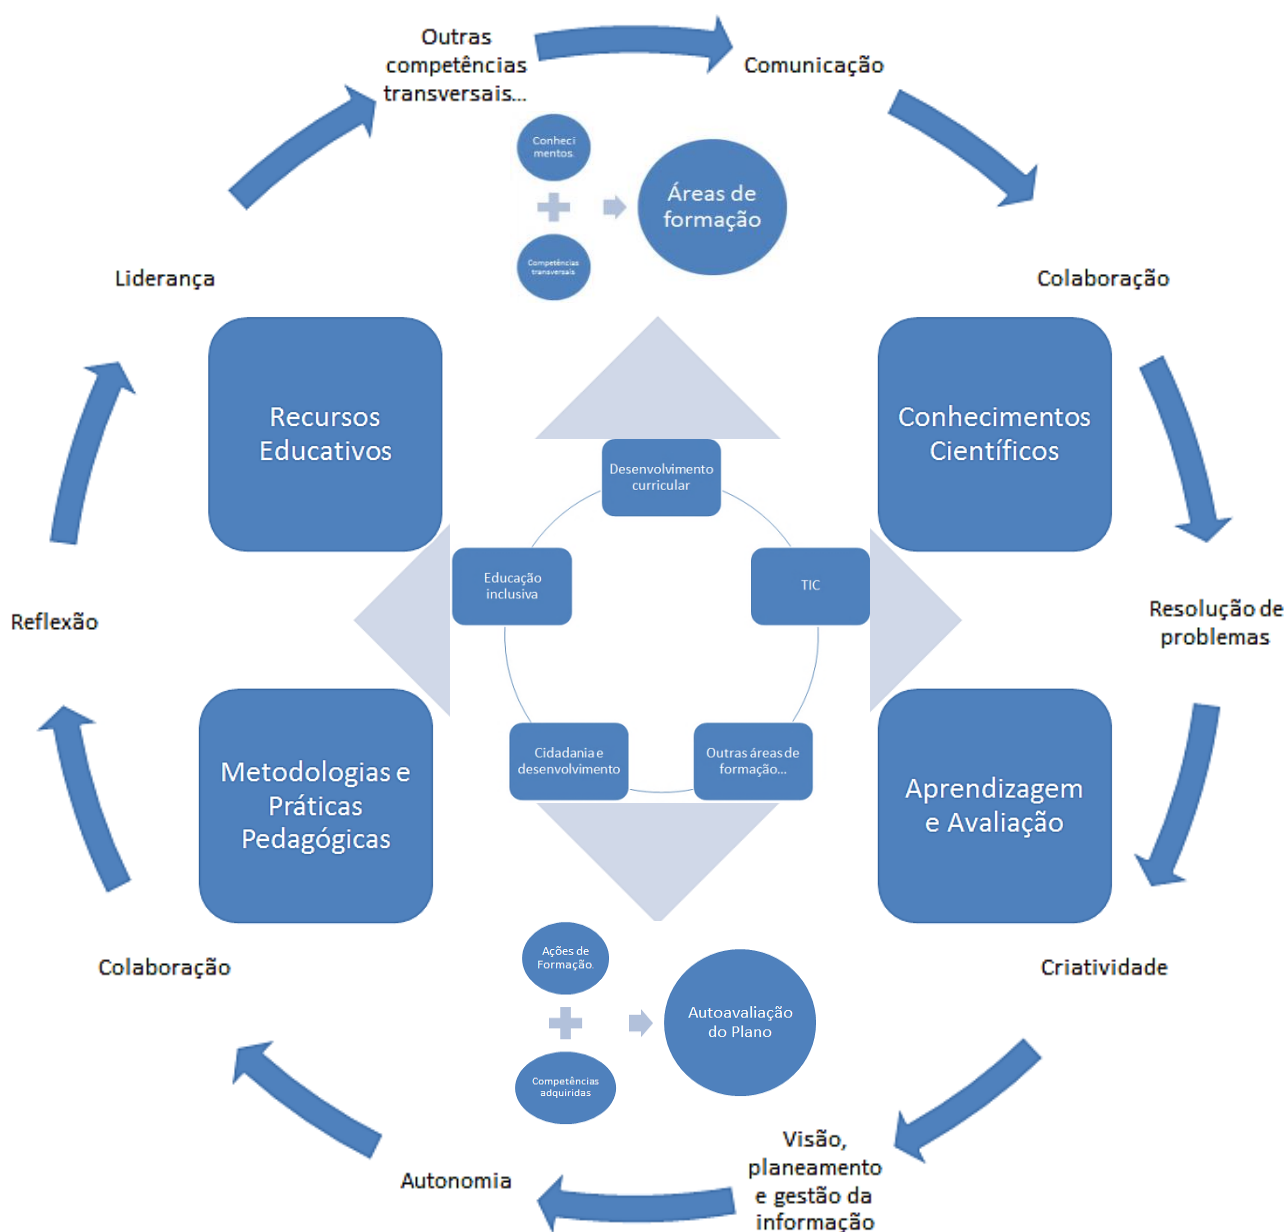 Outras
competências
transversais...
Comunicação
Conheci
mentos.
Áreas de
formação
Competências
transversais
Liderança
Colaboração
Recursos
Educativos
Conhecimentos
Científicos
Desenvolvimento
curricular
Educação
inclusiva
TIC
Reflexão
Resolução de
problemas
Cidadania e
desenvolvimento
Outras áreas de
formação...
Metodologias e
Práticas
Pedagógicas
Aprendizagem
e Avaliação
Colaboração
Ações de
Formação.
Criatividade
Autoavaliação
do Plano
Competências
adquiridas
Autonomia
Visão,
planeamento
e gestão da
informação